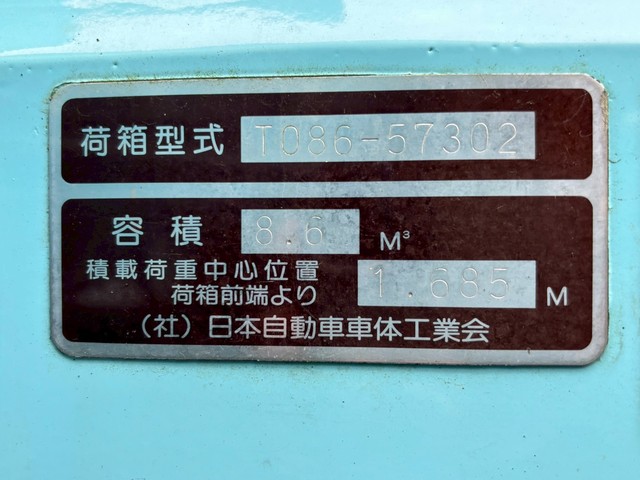 荷箱型式 T086-57302
容積 8.6 M³
積載荷重中心位置
荷箱前端より 1.685 M
(社)日本自動車車体工業会